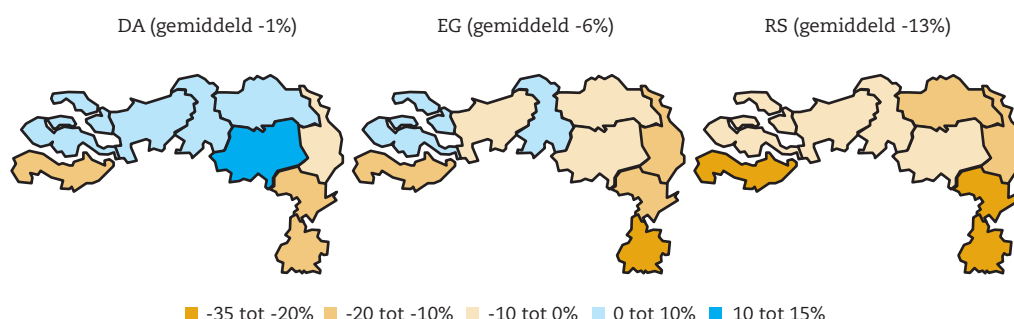 DA (gemiddeld -1%) EG (gemiddeld -6%) RS (gemiddeld -13%)
-35 tot -20% -20 tot -10% -10 tot 0% 0 tot 10% 10 tot 15%